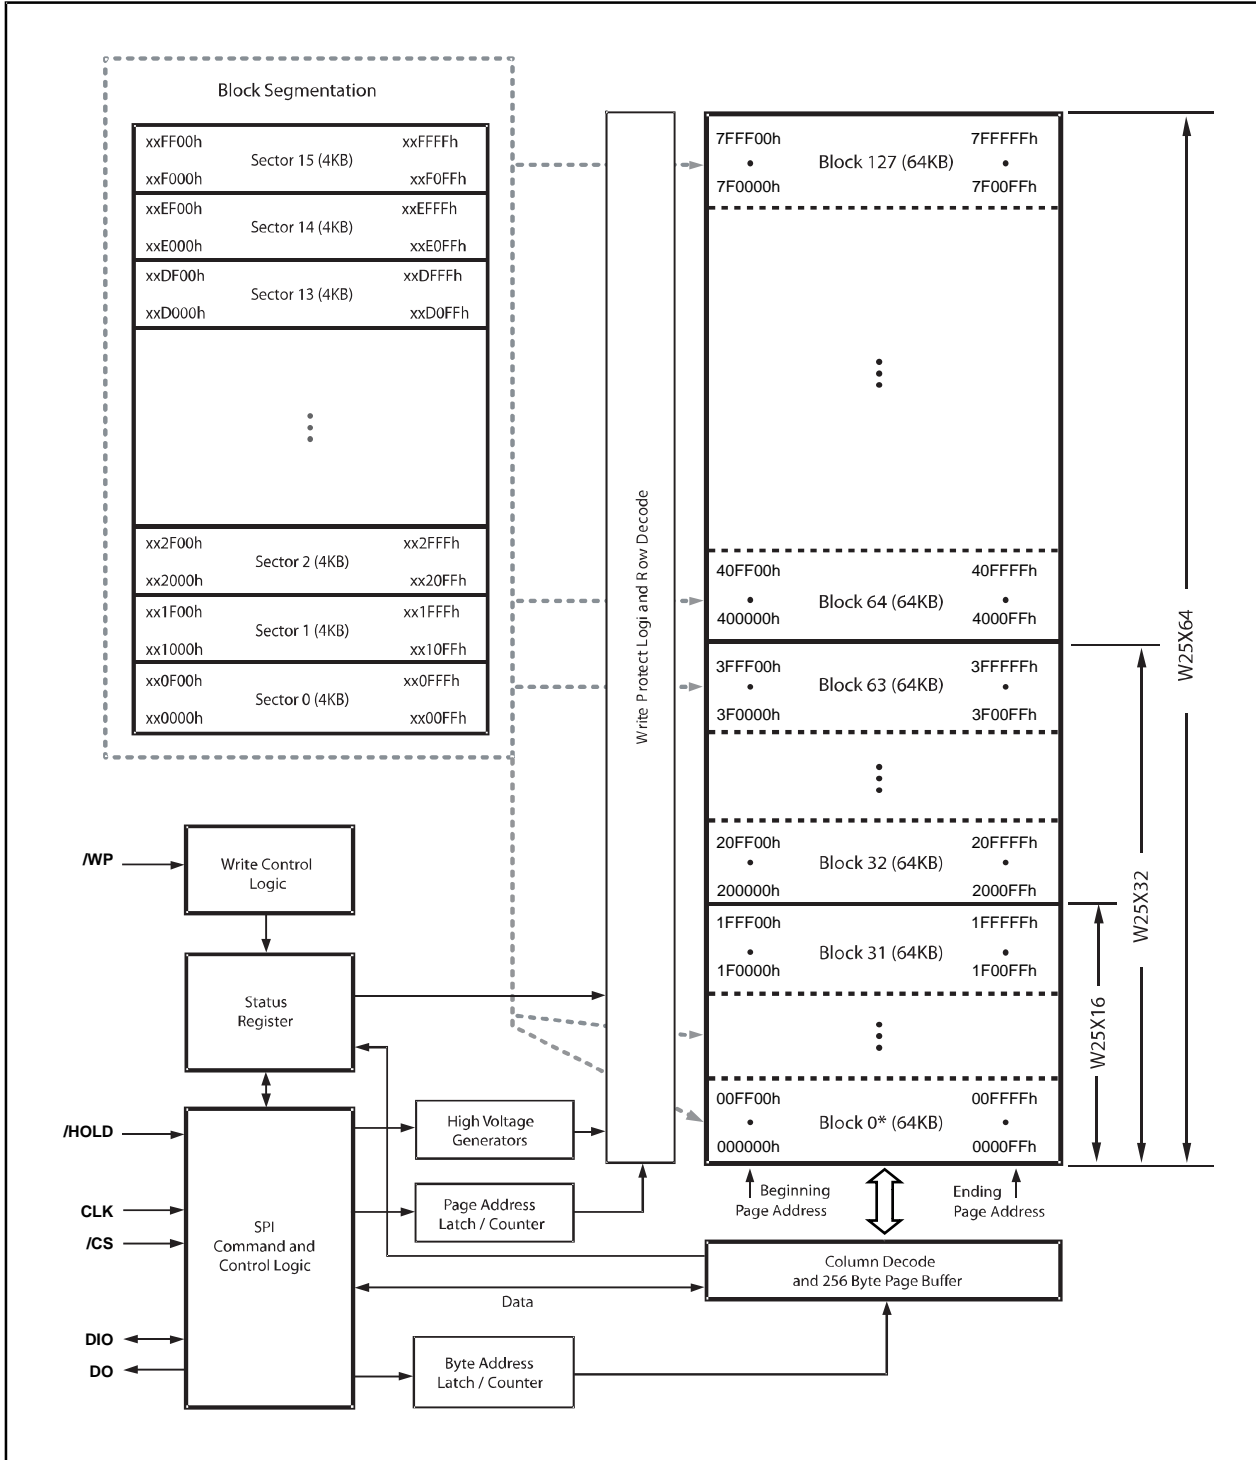 Block Segmentation
xxFF00h xxFFFFh
Sector 15 (4KB)
xxF000h xxF0FFh
xxEF00h xxEFFFh
Sector 14 (4KB)
xxE000h xxE0FFh
xxDF00h xxDFFFh
Sector 13 (4KB)
xxD000h xxD0FFh
xx2F00h xx2FFFh
Sector 2 (4KB)
xx2000h xx20FFh
xx1F00h xx1FFFh
Sector 1 (4KB)
xx1000h xx10FFh
xx0F00h xx0FFFh
Sector 0 (4KB)
xx0000h xx00FFh
Write Protect Logi and Row Decode
7FFF00h 7FFFFFh
Block 127 (64KB)
7F0000h 7F00FFh
40FF00h 40FFFFh
Block 64 (64KB)
400000h 4000FFh
3FFF00h 3FFFFFh
Block 63 (64KB)
3F0000h 3F00FFh
20FF00h 20FFFFh
Block 32 (64KB)
200000h 2000FFh
1FFF00h 1FFFFFh
Block 31 (64KB)
1F0000h 1F00FFh
00FF00h 00FFFFh
Block 0* (64KB)
000000h 0000FFh
Beginning
Page Address
Ending
Page Address
W25X16
W25X32
W25X64
/WP
Write Control
Logic
Status
Register
/HOLD
CLK
/CS
DIO
DO
SPI
Command and
Control Logic
High Voltage
Generators
Page Address
Latch / Counter
Column Decode
and 256 Byte Page Buffer
Data
Byte Address
Latch / Counter